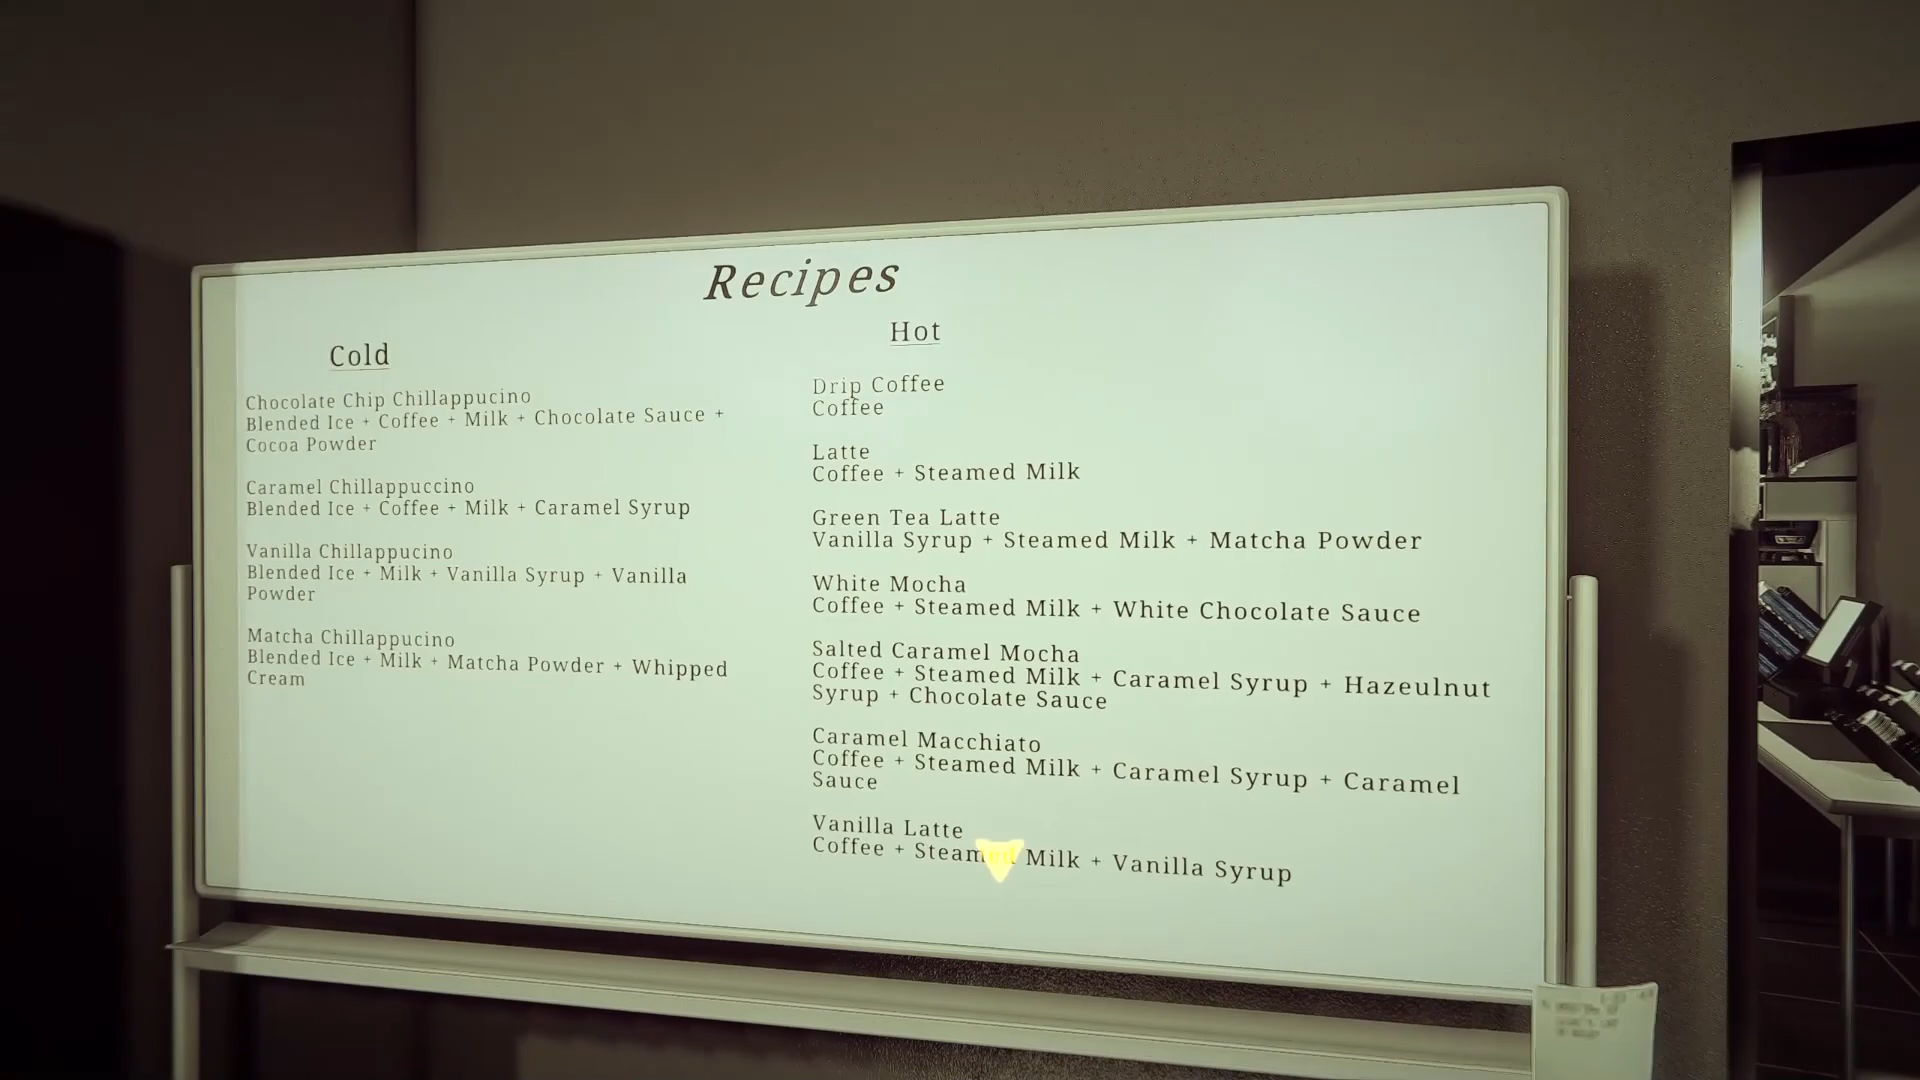 Recipes
Cold
Chocolate Chip Chillappucino
Blended Ice + Coffee + Milk + Chocolate Sauce +
Cocoa Powder
Caramel Chillappuccino
Blended Ice + Coffee + Milk + Caramel Syrup
Vanilla Chillappucino
Blended Ice + Milk + Vanilla Syrup + Vanilla
Powder
Matcha Chillappucino
Blended Ice + Milk + Matcha Powder + Whipped
Cream
Hot
Drip Coffee
Coffee
Latte
Coffee + Steamed Milk
Green Tea Latte
Vanilla Syrup + Steamed Milk + Matcha Powder
White Mocha
Coffee + Steamed Milk + White Chocolate Sauce
Salted Caramel Mocha
Coffee + Steamed Milk + Caramel Syrup + Hazeulnut
Syrup + Chocolate Sauce
Caramel Macchiato
Coffee + Steamed Milk + Caramel Syrup + Caramel
Sauce
Vanilla Latte
Coffee + Steamed Milk + Vanilla Syrup